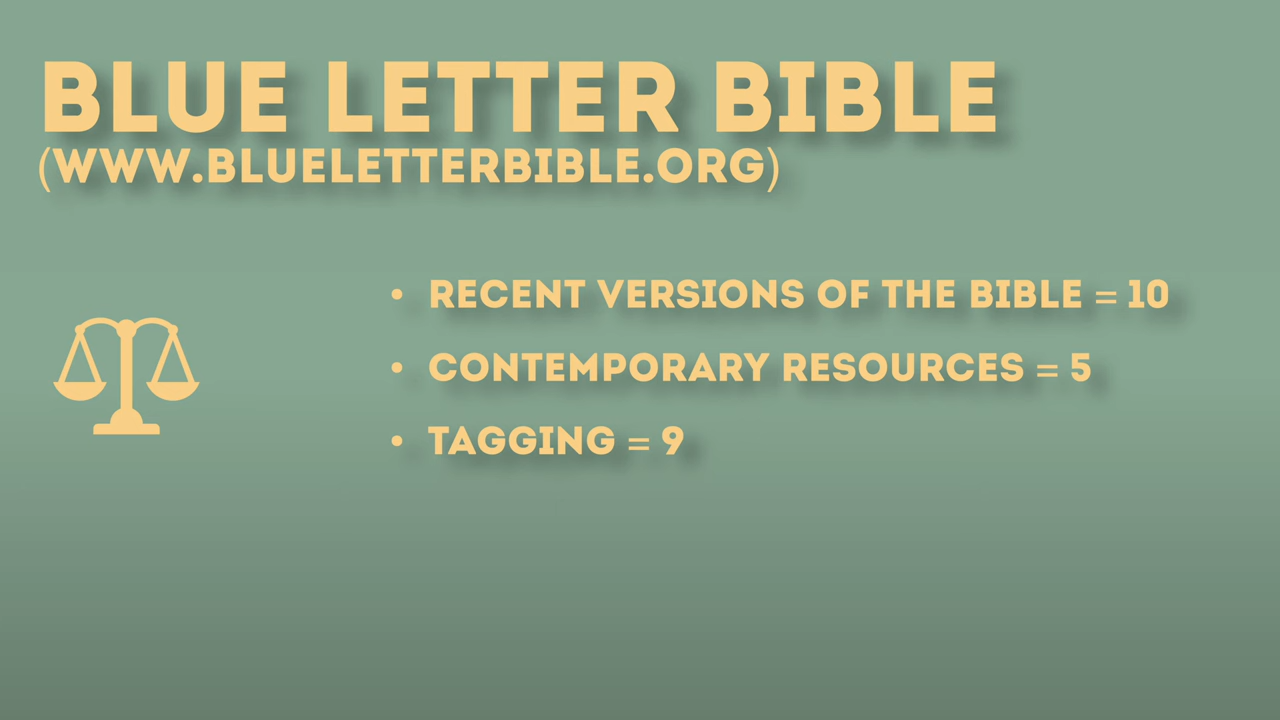 BLUE LETTER BIBLE
(WWW.BLUELETTERBIBLE.ORG)
• RECENT VERSIONS OF THE BIBLE = 10
• CONTEMPORARY RESOURCES = 5
• TAGGING = 9